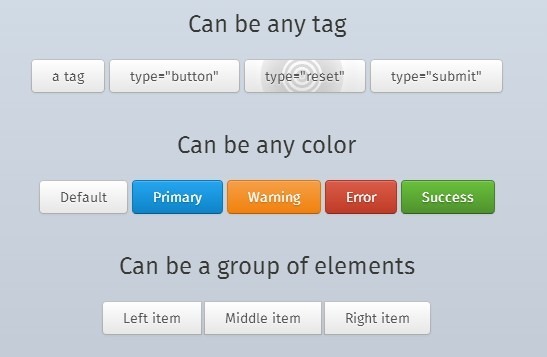 Can be any tag
a tag type="button" type="reset" type="submit"
Can be any color
Default Primary Warning Error Success
Can be a group of elements
Left item Middle item Right item